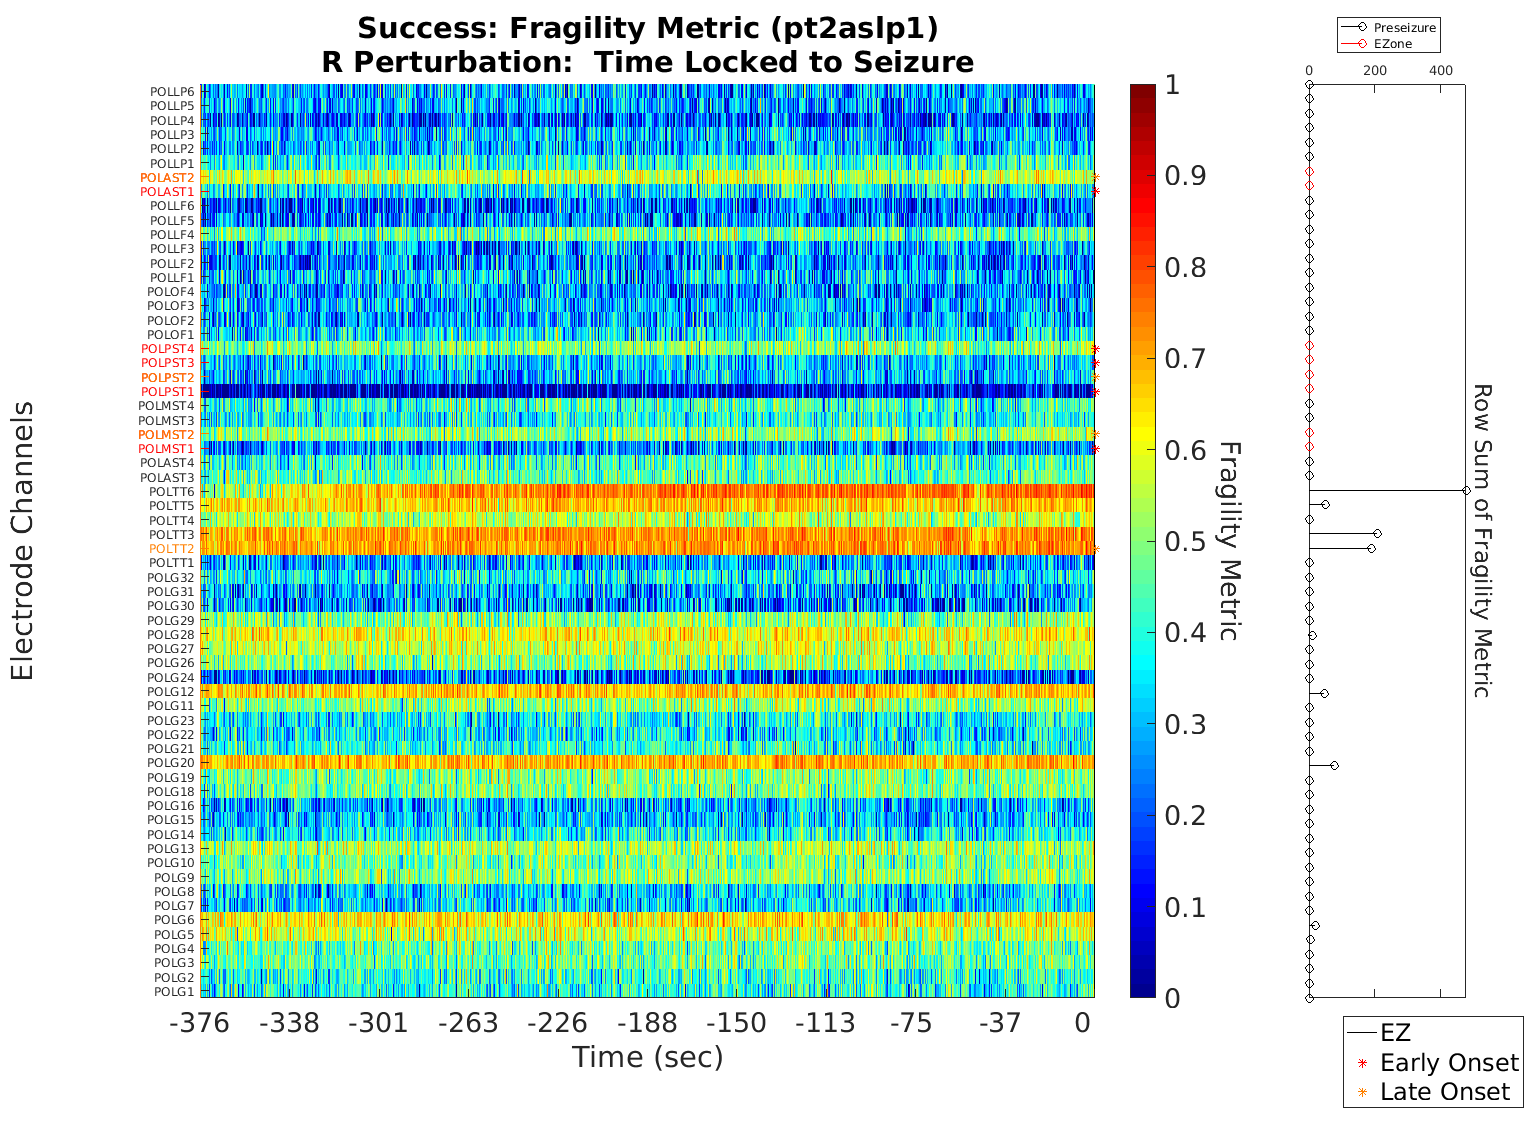 Success: Fragility Metric (pt2aslp1)
R Perturbation:  Time Locked to Seizure
Preseizure
EZone
0 200 400
Electrode Channels
POLLP6
POLLP5
POLLP4
POLLP3
POLLP2
POLLP1
POLAST2
POLAST1
POLLF6
POLLF5
POLLF4
POLLF3
POLLF2
POLLF1
POLOF4
POLOF3
POLOF2
POLOF1
POLPST4
POLPST3
POLPST2
POLPST1
POLMST4
POLMST3
POLMST2
POLMST1
POLAST4
POLAST3
POLTT6
POLTT5
POLTT4
POLTT3
POLTT2
POLTT1
POLG32
POLG31
POLG30
POLG29
POLG28
POLG27
POLG26
POLG24
POLG12
POLG11
POLG23
POLG22
POLG21
POLG20
POLG19
POLG18
POLG16
POLG15
POLG14
POLG13
POLG10
POLG9
POLG8
POLG7
POLG6
POLG5
POLG4
POLG3
POLG2
POLG1
-376 -338 -301 -263 -226 -188 -150 -113 -75 -37 0
Time (sec)
1
0.9
0.8
0.7
0.6
0.5
0.4
0.3
0.2
0.1
0
Fragility Metric
Row Sum of Fragility Metric
EZ
Early Onset
Late Onset